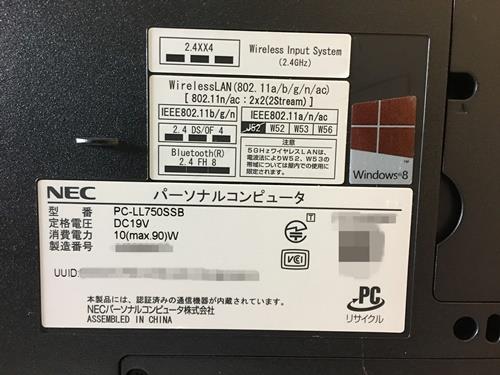 2.4XX4
Wireless Input System
(2.4GHz)
WirelessLAN(802.11a/b/g/n/ac)
[ 802.11n/ac : 2x2(2Stream) ]
IEEE802.11b/g/n
IEEE802.11a/n/ac
2.4 DS/OF 4
J52 W52 W53 W56
Bluetooth(R)
2.4 FH 8
注意
5GHzワイヤレスLANは、
電波法によりW52、W53の
帯域については屋内での使用に
限定されます。
Windows 8
NEC パーソナルコンピュータ
型 番 PC-LL750SSB
定格電圧 DC19V
消費電力 10(max.90)W
製造番号
T
VCCI
UUID:
本製品には、認証済みの通信機器が内蔵されています。
NECパーソナルコンピュータ株式会社
ASSEMBLED IN CHINA
PC
リサイクル